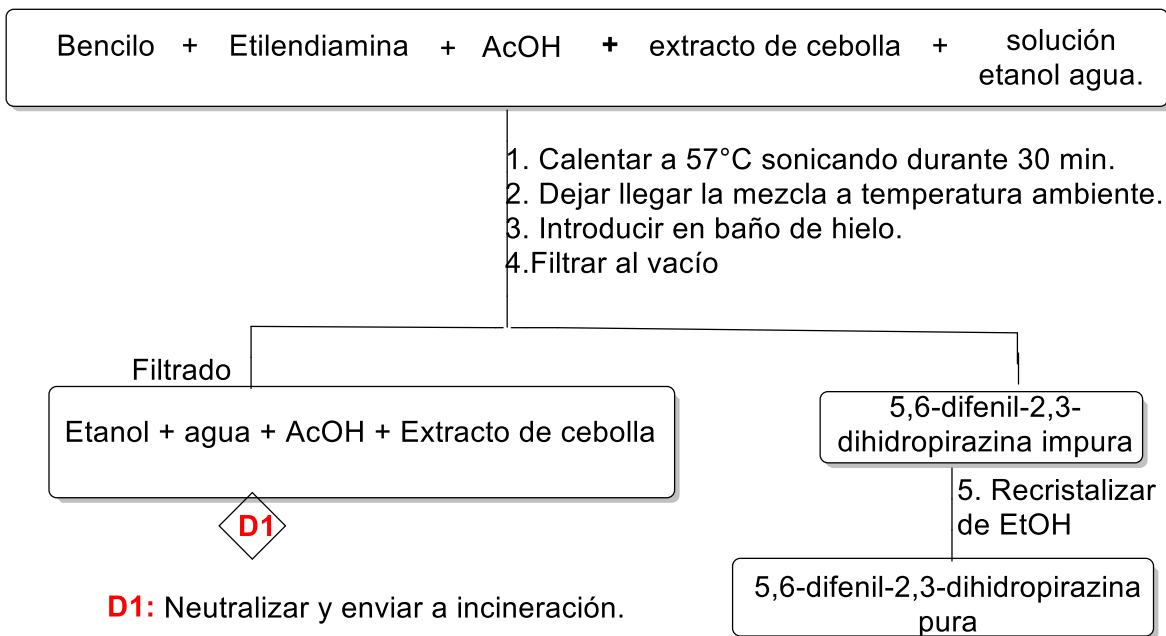 Bencilo + Etilendiamina + AcOH + extracto de cebolla + solución
etanol agua.
1. Calentar a 57°C sonicando durante 30 min.
2. Dejar llegar la mezcla a temperatura ambiente.
3. Introducir en baño de hielo.
4.Filtrar al vacío
Filtrado
Etanol + agua + AcOH + Extracto de cebolla
D1
D1: Neutralizar y enviar a incineración.
5,6-difenil-2,3-
dihidropirazina impura
5. Recristalizar
de EtOH
5,6-difenil-2,3-dihidropirazina
pura